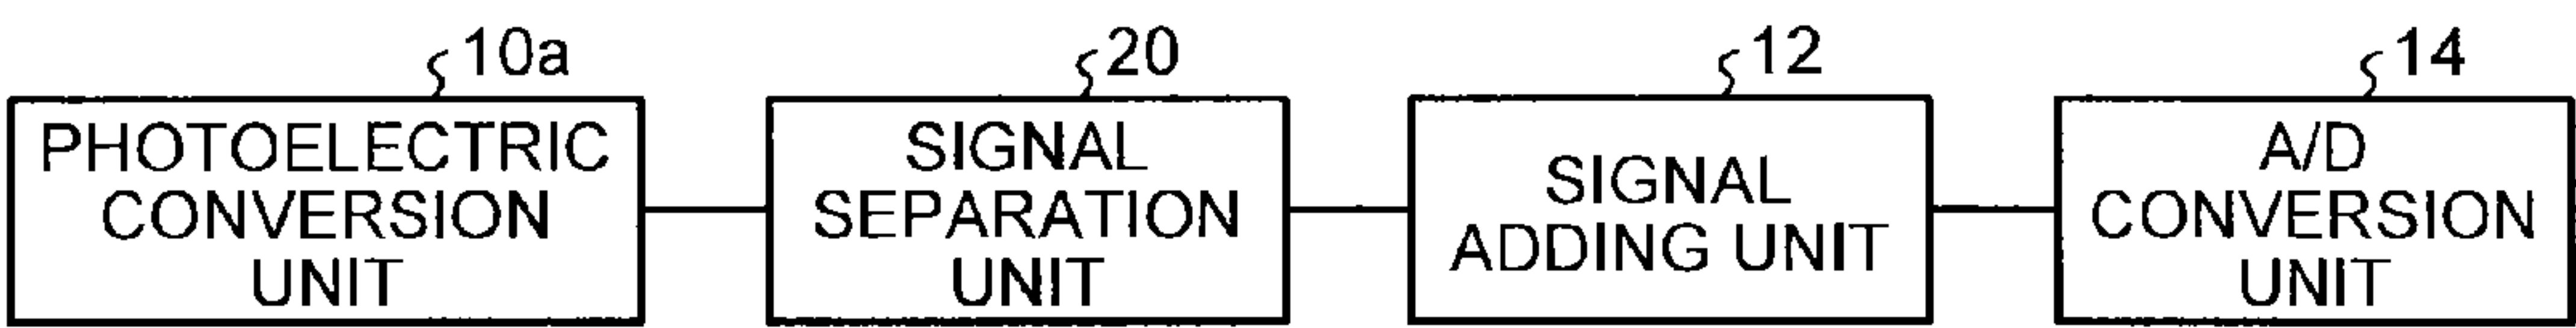 10a
20
12
14
PHOTOELECTRIC
CONVERSION
UNIT
SIGNAL
SEPARATION
UNIT
SIGNAL
ADDING UNIT
A/D
CONVERSION
UNIT